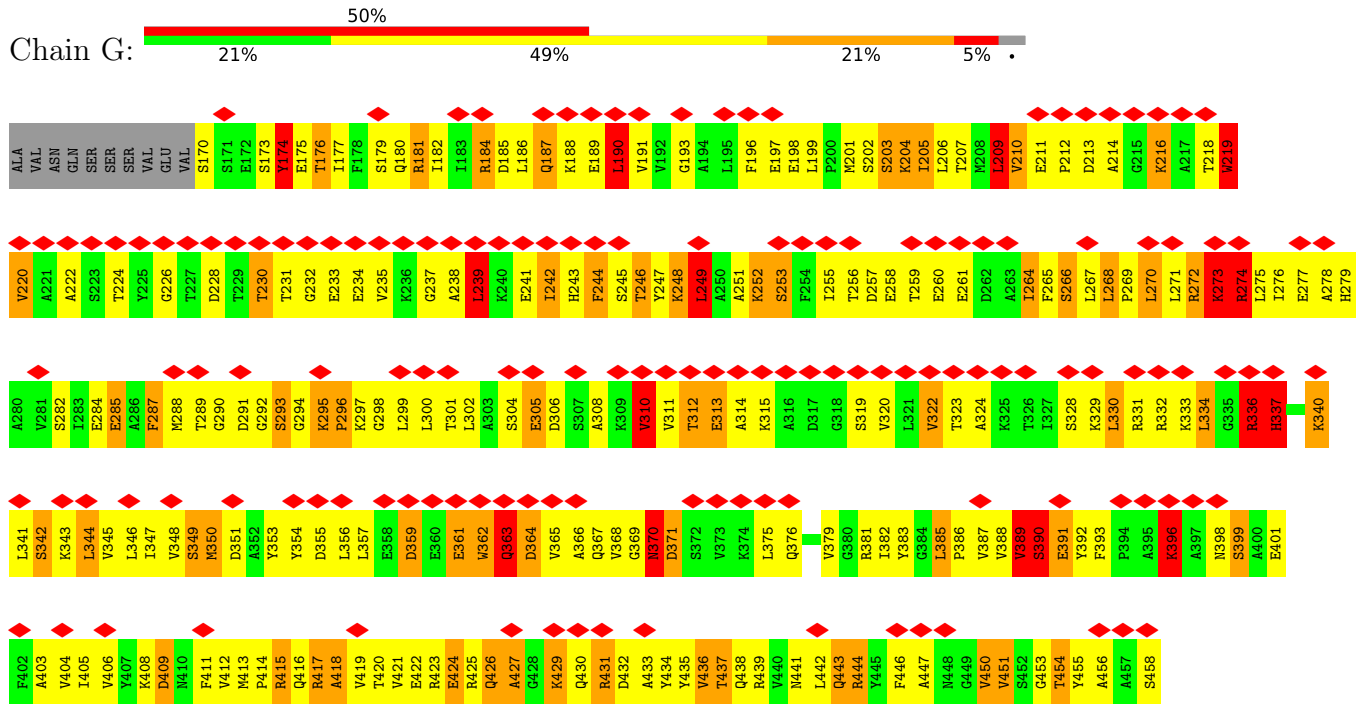 50%
Chain G:
21% 49% 21% 5% •
ALA VAL ASN GLN SER SER SER VAL GLU VAL S170 S171 E172 S173 Y174 E175 T176 I177 F178 S179 Q180 R181 I182 I183 R184 D185 L186 Q187 K188 E189 L190 V191 V192 G193 A194 L195 F196 E197 E198 L199 P200 M201 S202 S203 K204 I205 L206 T207 M208 L209 V210 E211 P212 D213 A214 G215 K216 A217 T218 W219
V220 A221 A222 S223 T224 Y225 G226 T227 D228 T229 T230 T231 G232 E233 E234 V235 K236 G237 A238 L239 K240 E241 I242 H243 F244 S245 T246 Y247 K248 L249 A250 A251 K252 S253 F254 I255 T256 D257 E258 T259 E260 E261 D262 A263 I264 F265 S266 L267 L268 P269 L270 L271 R272 K273 R274 L275 I276 E277 A278 H279
A280 V281 S282 I283 E284 E285 A286 F287 M288 T289 G290 D291 G292 S293 G294 K295 P296 K297 G298 L299 L300 T301 L302 A303 S304 E305 D306 S307 A308 K309 V310 V311 T312 E313 A314 K315 A316 D317 G318 S319 V320 L321 V322 T323 A324 K325 T326 I327 S328 K329 L330 R331 R332 K333 L334 G335 R336 H337 K340
L341 S342 K343 L344 V345 L346 I347 V348 S349 M350 D351 A352 Y353 Y354 D355 L356 L357 E358 D359 E360 E361 W362 Q363 D364 V365 A366 Q367 V368 G369 N370 D371 S372 V373 K374 L375 Q376 V379 G380 R381 I382 Y383 G384 L385 P386 V387 V388 V389 S390 E391 Y392 F393 P394 A395 K396 A397 N398 S399 A400 E401
F402 A403 V404 I405 V406 Y407 K408 D409 N410 F411 V412 M413 P414 R415 Q416 R417 A418 V419 T420 V421 E422 R423 E424 R425 Q426 A427 G428 K429 Q430 R431 D432 A433 Y434 Y435 V436 T437 Q438 R439 V440 N441 L442 Q443 R444 Y445 F446 A447 N448 G449 V450 V451 S452 G453 T454 Y455 A456 A457 S458